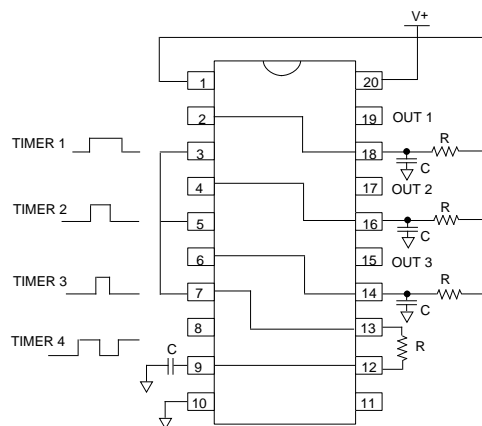 V+
1
20
2
19
OUT 1
TIMER 1
3
18
R
C
4
17
OUT 2
TIMER 2
5
16
R
C
6
15
OUT 3
TIMER 3
7
14
R
C
8
13
TIMER 4
C
9
12
R
10
11